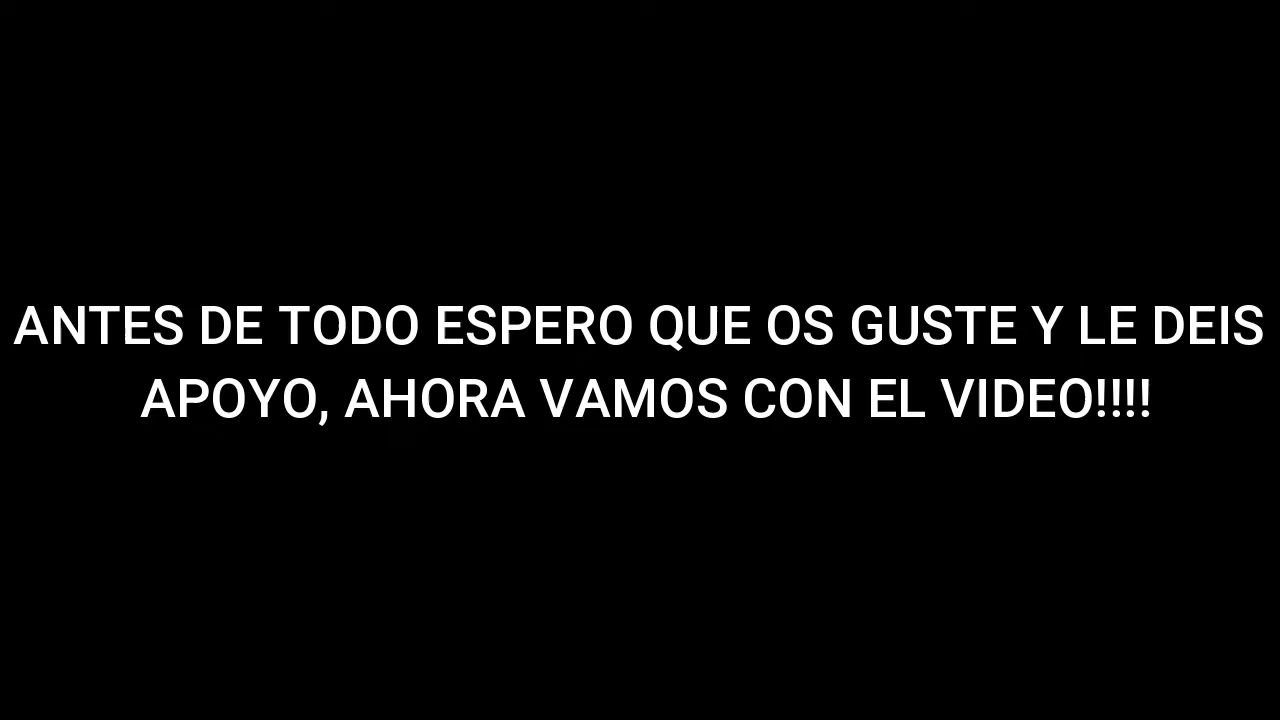 ANTES DE TODO ESPERO QUE OS GUSTE Y LE DEIS
APOYO, AHORA VAMOS CON EL VIDEO!!!!